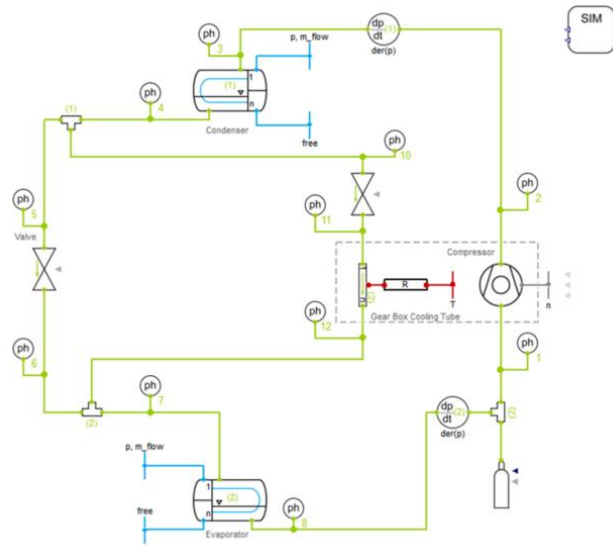 SIM
ph
3
dp
dt
(1)
der(p)
p, m_flow
(1)
1
n
Condenser
free
ph
4
(1)
ph
10
ph
5
Valve
ph
11
ph
2
Compressor
R
T
n
(2)
Gear Box Cooling Tube
ph
12
ph
6
ph
1
ph
7
(2)
dp
dt
(2)
der(p)
(2)
p, m_flow
1
(2)
n
free
Evaporator
ph
8